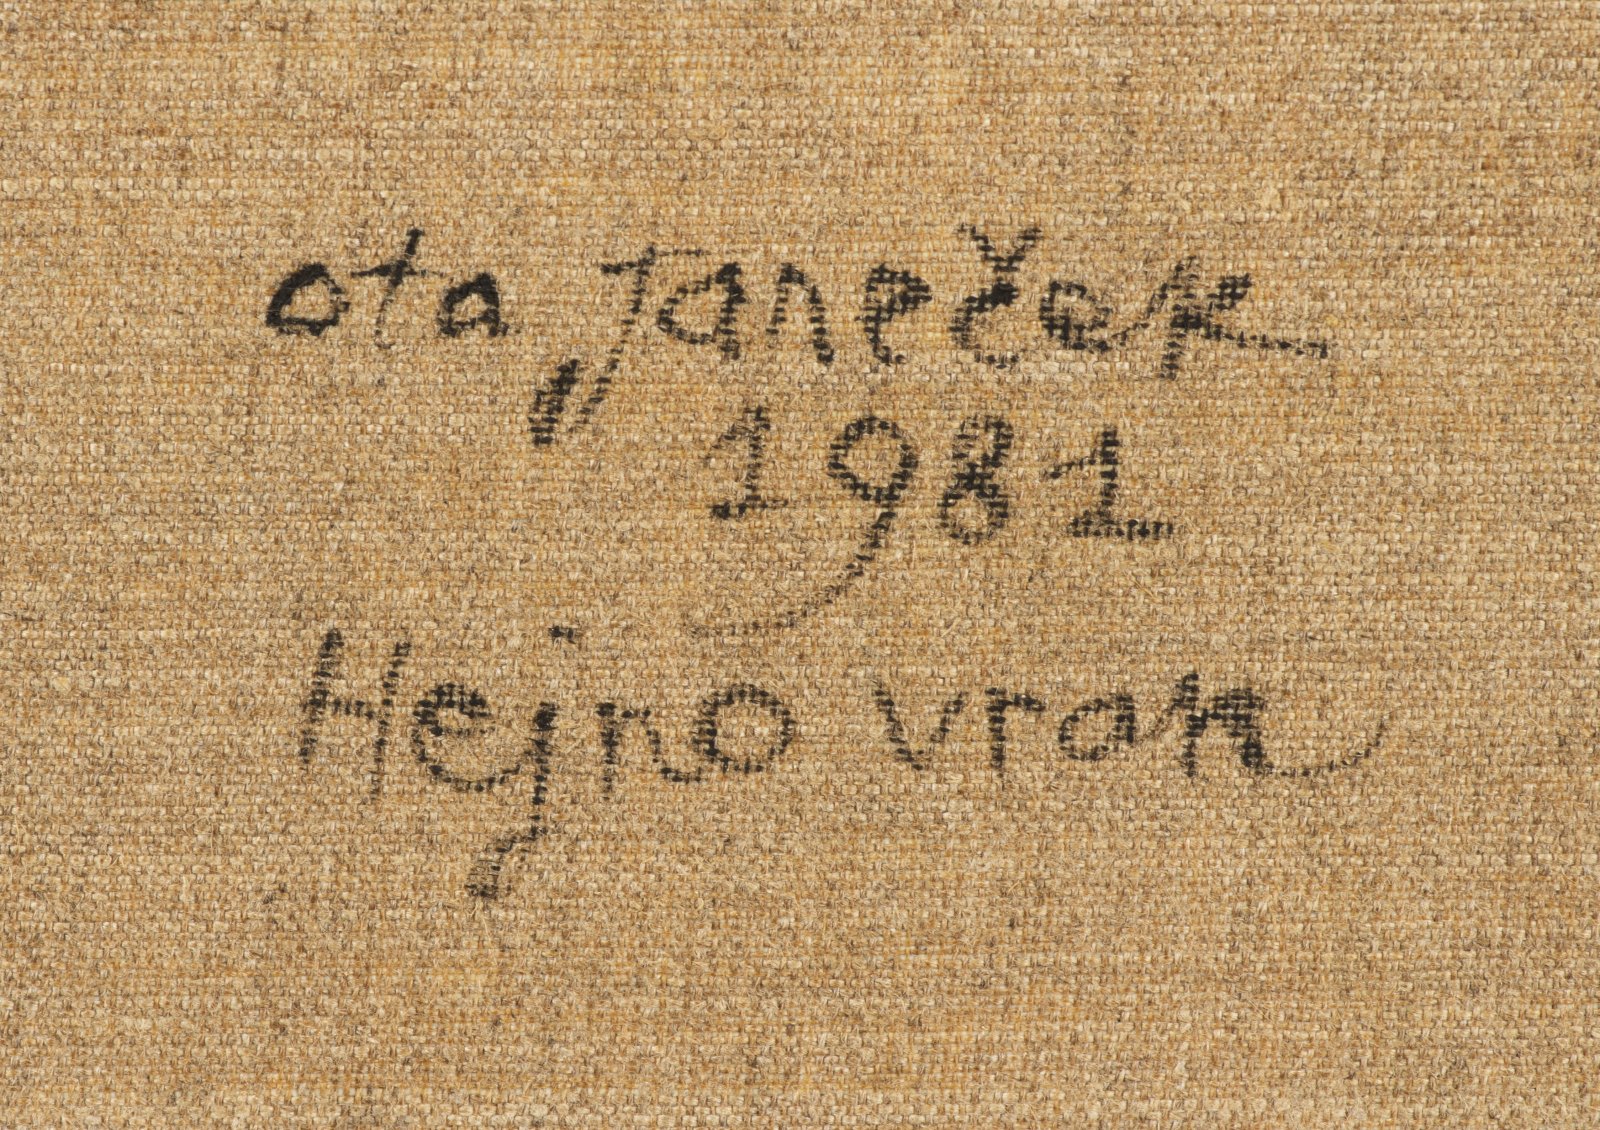 ota Janeček
1981
Hejno vran